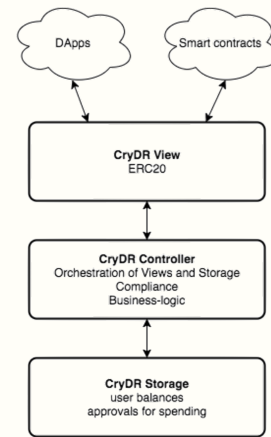 DApps
Smart contracts
CryDR View
ERC20
CryDR Controller
Orchestration of Views and Storage
Compliance
Business-logic
CryDR Storage
user balances
approvals for spending